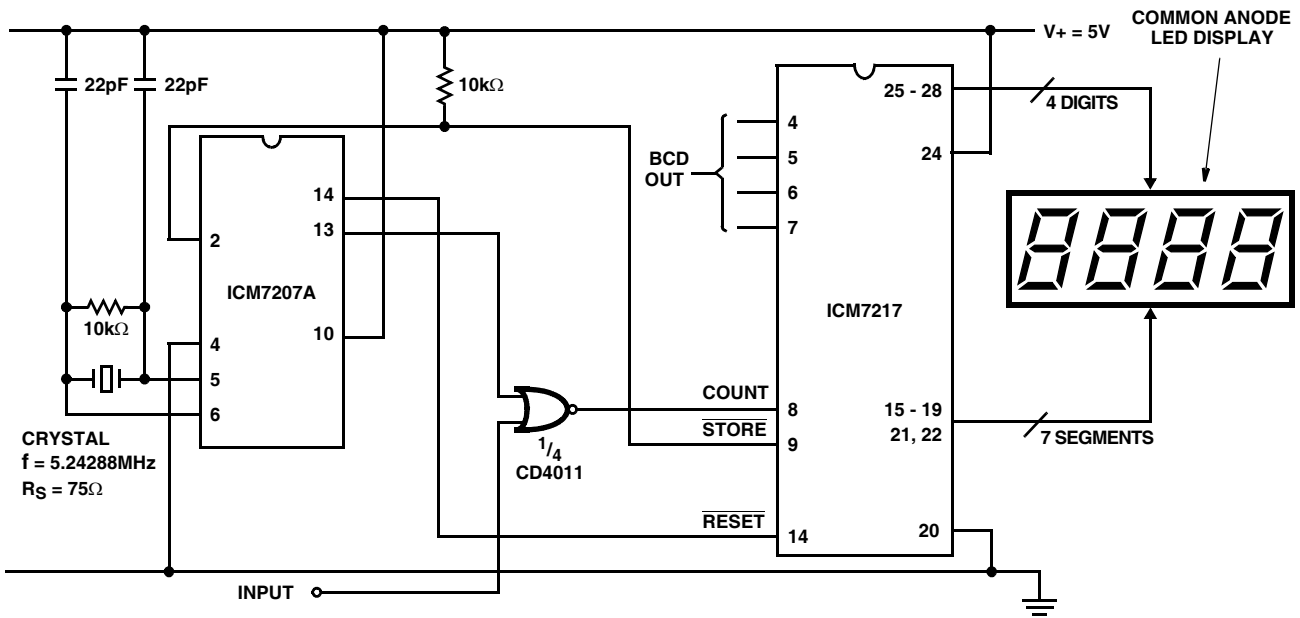 COMMON ANODE
LED DISPLAY
V+ = 5V
22pF
22pF
10kΩ
25 - 28
4 DIGITS
24
BCD
OUT
4
5
6
7
14
13
2
ICM7207A
10
4
5
6
10kΩ
ICM7217
CRYSTAL
f = 5.24288MHz
RS = 75Ω
1/4
CD4011
COUNT
8
STORE
9
15 - 19
21, 22
7 SEGMENTS
RESET
14
20
INPUT